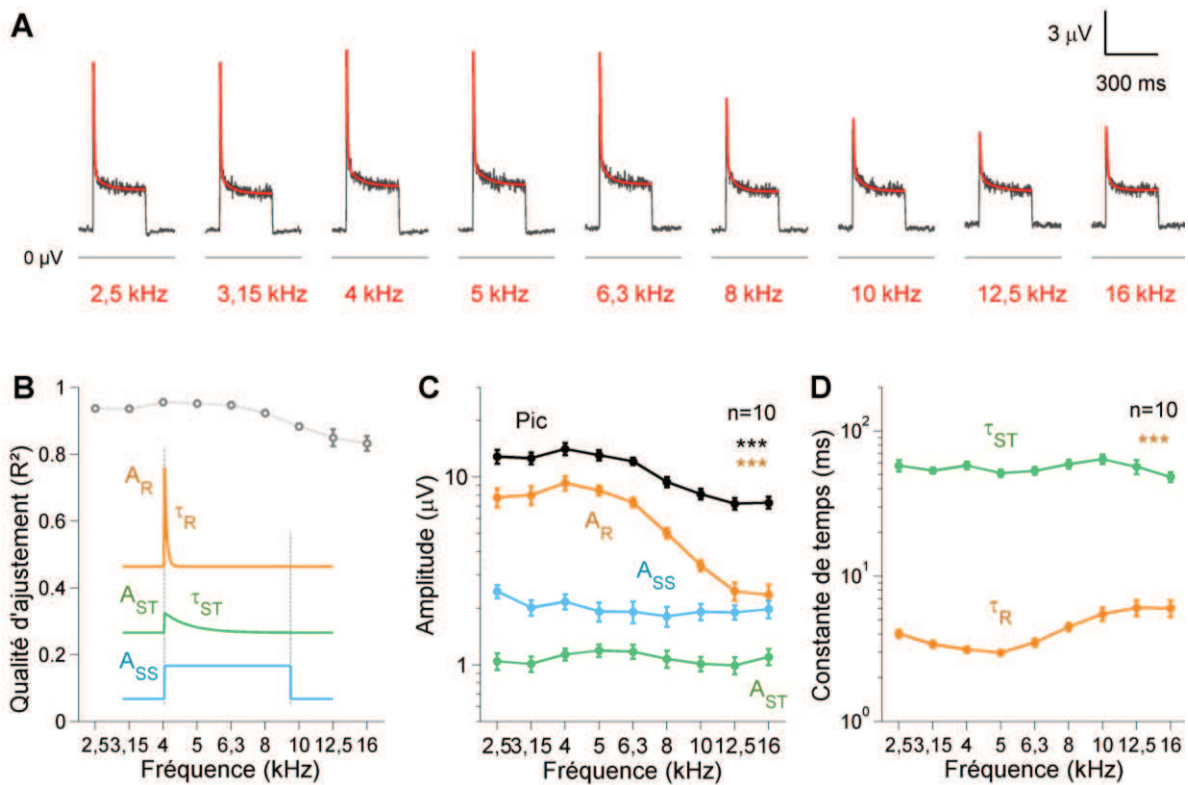 A
3 µV
300 ms
0 µV
2,5 kHz
3,15 kHz
4 kHz
5 kHz
6,3 kHz
8 kHz
10 kHz
12,5 kHz
16 kHz
B
Qualité d'ajustement (R²)
1
0.8
0.6
0.4
0.2
0
A_R
τ_R
A_ST
τ_ST
A_SS
2,5 3,15 4 5 6,3 8 10 12,5 16
Fréquence (kHz)
C
Amplitude (µV)
10
1
Pic
n=10
***
***
A_R
A_SS
A_ST
2,5 3,15 4 5 6,3 8 10 12,5 16
Fréquence (kHz)
D
Constante de temps (ms)
10²
10¹
10⁰
n=10
***
τ_ST
τ_R
2,5 3,15 4 5 6,3 8 10 12,5 16
Fréquence (kHz)